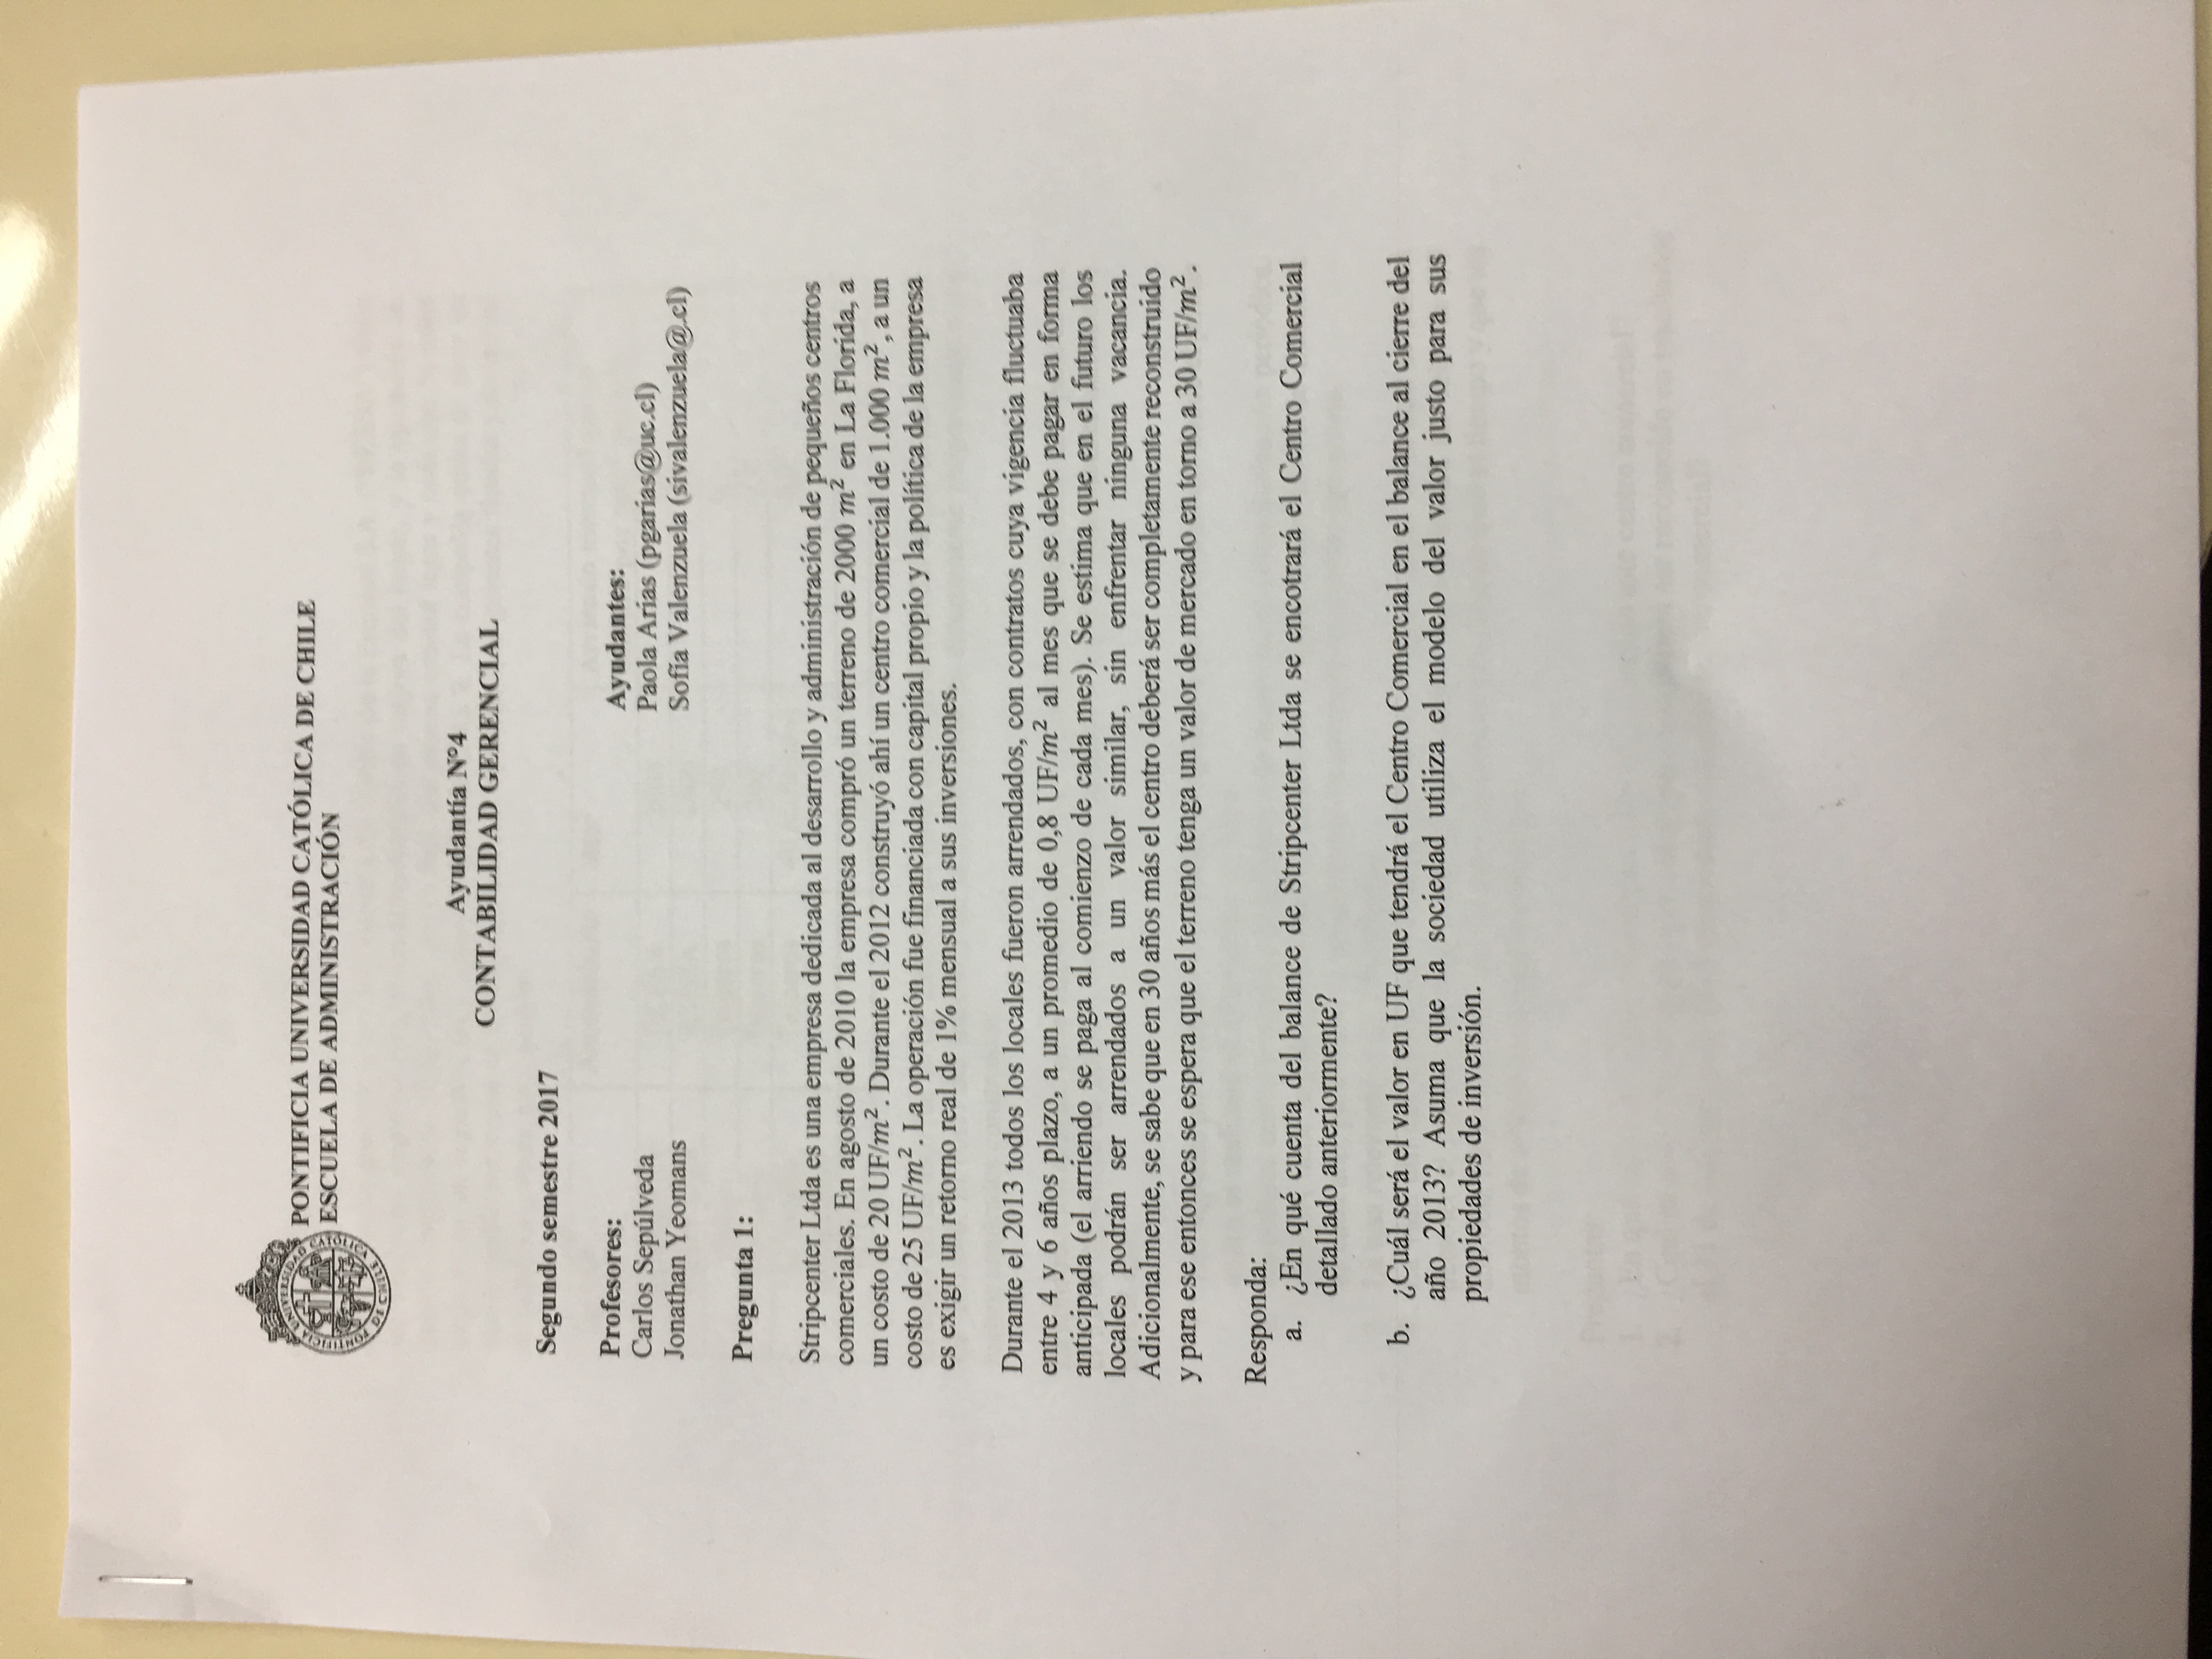 PONTIFICIA UNIVERSIDAD CATÓLICA DE CHILE
ESCUELA DE ADMINISTRACIÓN
PONTIFICIA UNIVERSIDAD CATÓLICA DE CHILE
Ayudantía N°4
CONTABILIDAD GERENCIAL
Segundo semestre 2017
Profesores:
Carlos Sepúlveda
Jonathan Yeomans
Ayudantes:
Paola Arias (pgarias@uc.cl)
Sofía Valenzuela (sivalenzuela@.cl)
Pregunta 1:
Stripcenter Ltda es una empresa dedicada al desarrollo y administración de pequeños centros
comerciales. En agosto de 2010 la empresa compró un terreno de 2000 m² en La Florida, a
un costo de 20 UF/m². Durante el 2012 construyó ahí un centro comercial de 1.000 m², a un
costo de 25 UF/m². La operación fue financiada con capital propio y la política de la empresa
es exigir un retorno real de 1% mensual a sus inversiones.
Durante el 2013 todos los locales fueron arrendados, con contratos cuya vigencia fluctuaba
entre 4 y 6 años plazo, a un promedio de 0,8 UF/m² al mes que se debe pagar en forma
anticipada (el arriendo se paga al comienzo de cada mes). Se estima que en el futuro los
locales podrán ser arrendados a un valor similar, sin enfrentar ninguna vacancia.
Adicionalmente, se sabe que en 30 años más el centro deberá ser completamente reconstruido
y para ese entonces se espera que el terreno tenga un valor de mercado en torno a 30 UF/m².
Responda:
a. ¿En qué cuenta del balance de Stripcenter Ltda se encotrará el Centro Comercial
detallado anteriormente?
b. ¿Cuál será el valor en UF que tendrá el Centro Comercial en el balance al cierre del
año 2013? Asuma que la sociedad utiliza el modelo del valor justo para sus
propiedades de inversión.